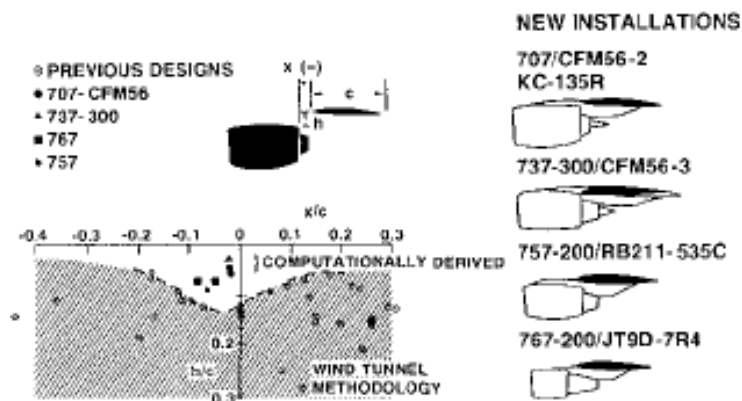 PREVIOUS DESIGNS
707-CFM56
737-300
767
757
x (-)
c
h
x/c
-0.4 -0.3 -0.2 -0.1 0 0.1 0.2 0.3
COMPUTATIONALLY DERIVED
0.2
h/c
0.3
WIND TUNNEL
METHODOLOGY
NEW INSTALLATIONS
707/CFM56-2
KC-135R
737-300/CFM56-3
757-200/RB211-535C
767-200/JT9D-7R4